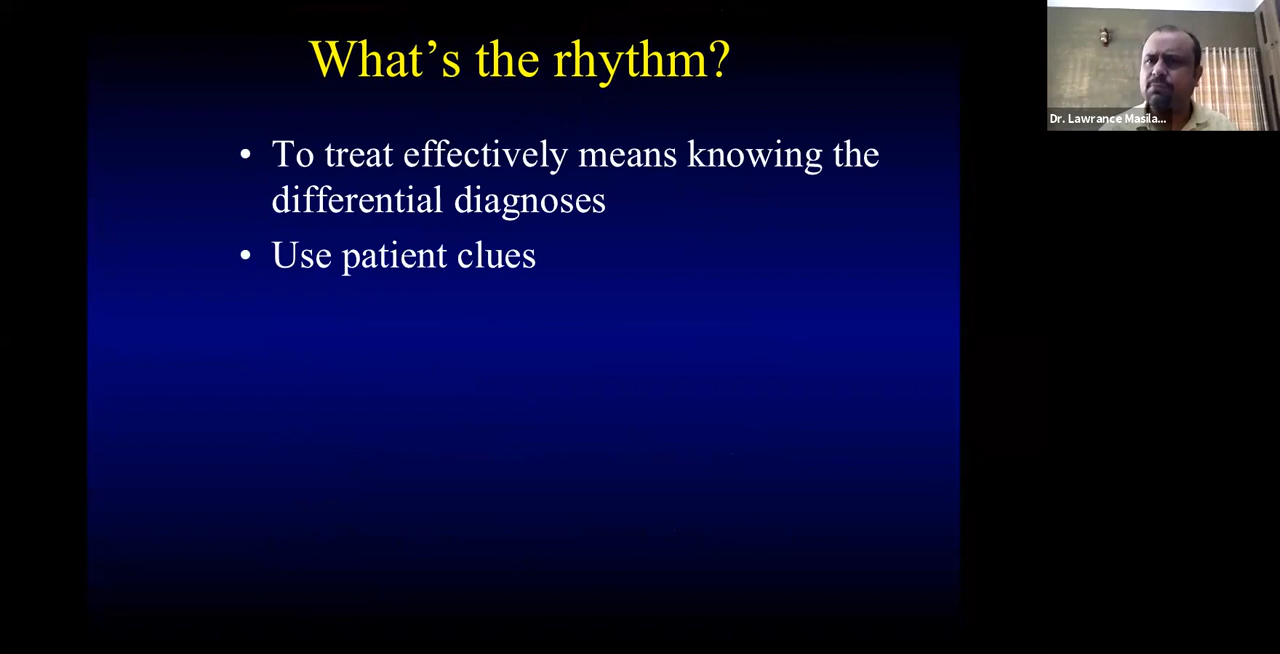 What's the rhythm?
• To treat effectively means knowing the
differential diagnoses
• Use patient clues
Dr. Lawrance Masila...